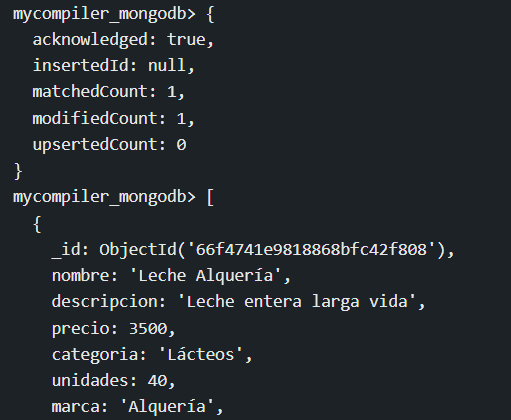 mycompiler_mongodb> {
  acknowledged: true,
  insertedId: null,
  matchedCount: 1,
  modifiedCount: 1,
  upsertedCount: 0
}
mycompiler_mongodb> [
  {
    _id: ObjectId('66f4741e9818868bfc42f808'),
    nombre: 'Leche Alquería',
    descripcion: 'Leche entera larga vida',
    precio: 3500,
    categoria: 'Lácteos',
    unidades: 40,
    marca: 'Alquería',